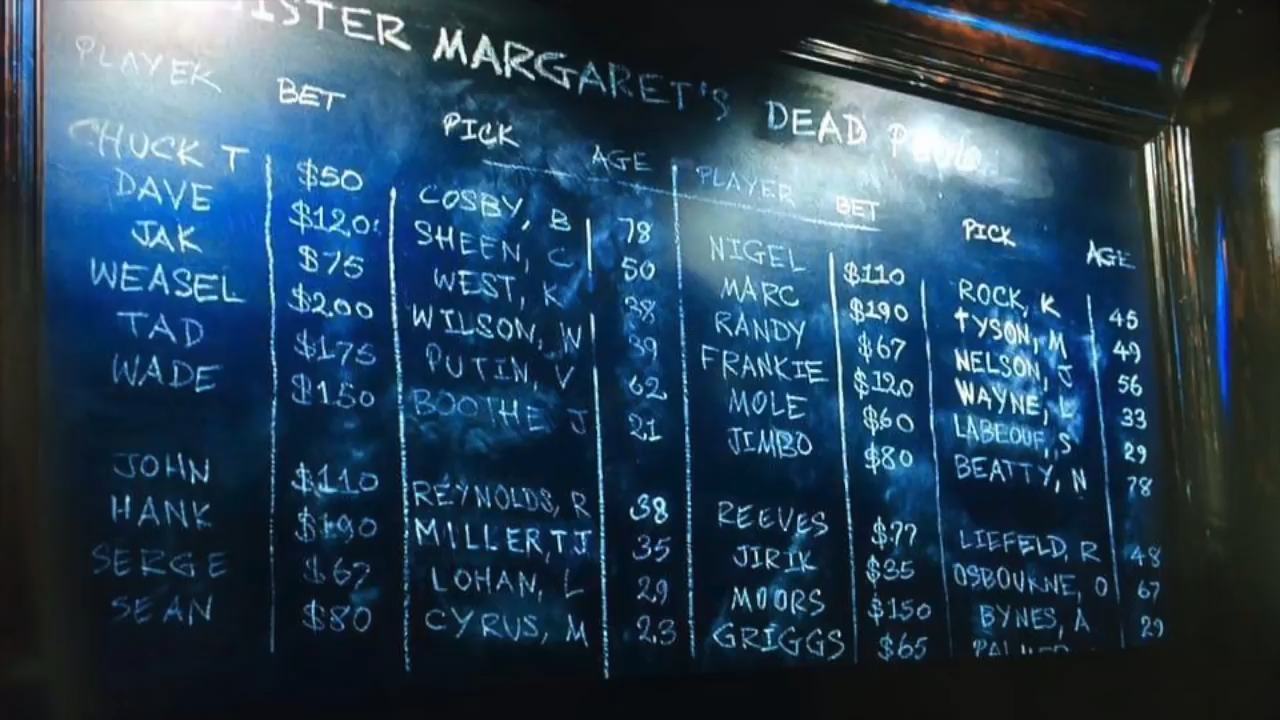 SISTER MARGARET'S DEAD POOL
PLAYER BET PICK AGE PLAYER BET PICK AGE
CHUCK T $50 COSBY, B 78 NIGEL $110 ROCK, K 45
DAVE $120 SHEEN, C 50 MARC $190 TYSON, M 49
JAK $75 WEST, K 38 RANDY $67 NELSON, J 56
WEASEL $200 WILSON, W 39 FRANKIE $120 WAYNE, L 33
TAD $175 PUTIN, V 62 MOLE $60 LABEOUF, S 29
WADE $150 BOOTHE J 21 JIMBO $80 BEATTY, N 78
JOHN $110 REYNOLDS, R 38 REEVES $77 LIEFELD, R 48
HANK $190 MILLER, TJ 35 JIRIK $35 OSBOURNE, O 67
SERGE $67 LOHAN, L 29 MOORS $150 BYNES, A 29
SEAN $80 CYRUS, M 23 GRIGGS $65